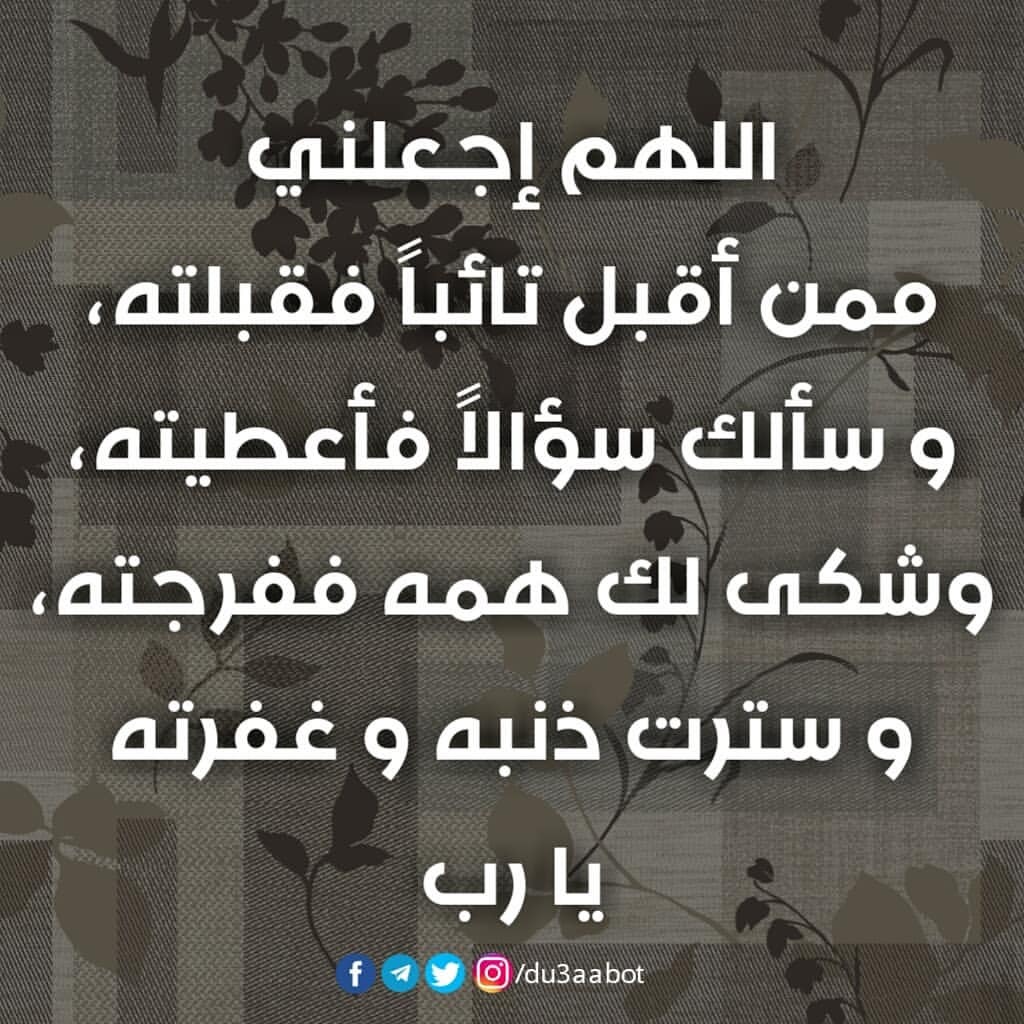 اللهم إجعلني
ممن أقبل تائباً فقبلته،
و سألك سؤالاً فأعطيته،
وشكى لك همه ففرجته،
و سترت ذنبه و غفرته
يا رب
/du3aabot